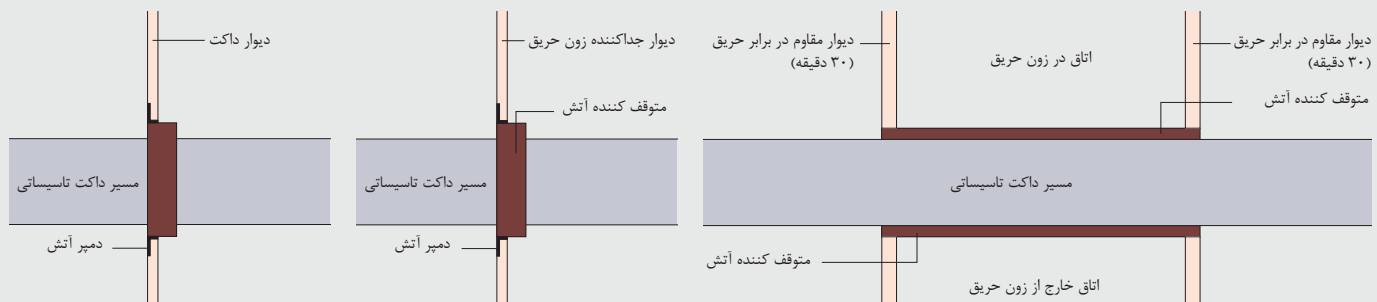 دیوار داکت
مسیر داکت تاسیساتی
دمپر آتش
دیوار جداکننده زون حریق
متوقف کننده آتش
مسیر داکت تاسیساتی
دمپر آتش
دیوار مقاوم در برابر حریق
(۳۰ دقیقه)
اتاق در زون حریق
دیوار مقاوم در برابر حریق
(۳۰ دقیقه)
متوقف کننده آتش
مسیر داکت تاسیساتی
متوقف کننده آتش
اتاق خارج از زون حریق